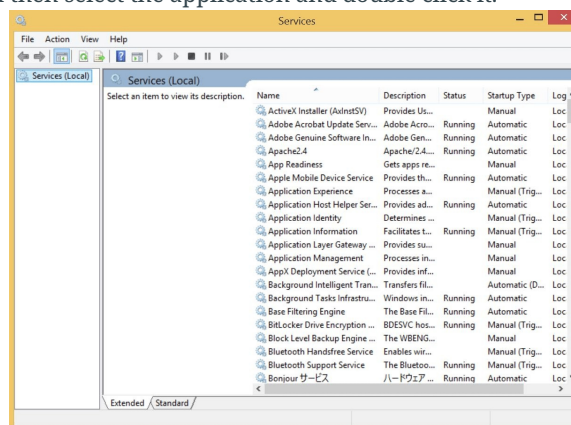 then select the application and double click it.
Services
File Action View Help
Services (Local)
Services (Local)
Select an item to view its description.
Name Description Status Startup Type Log
ActiveX Installer (AxInstSV) Provides Us... Manual Loc
Adobe Acrobat Update Serv... Adobe Acro... Running Automatic Loc
Adobe Genuine Software In... Adobe Gen... Running Automatic Loc
Apache2.4 Apache/2.4.... Running Automatic Loc
App Readiness Gets apps re... Manual Loc
Apple Mobile Device Service Provides th... Running Automatic Loc
Application Experience Processes a... Manual (Trig... Loc
Application Host Helper Ser... Provides ad... Running Automatic Loc
Application Identity Determines ... Manual (Trig... Loc
Application Information Facilitates t... Running Manual (Trig... Loc
Application Layer Gateway ... Provides su... Manual Loc
Application Management Processes in... Manual Loc
AppX Deployment Service (... Provides inf... Manual Loc
Background Intelligent Tran... Transfers fil... Automatic (D... Loc
Background Tasks Infrastru... Windows in... Running Automatic Loc
Base Filtering Engine The Base Fil... Running Automatic Loc
BitLocker Drive Encryption ... BDESVC hos... Running Manual (Trig... Loc
Block Level Backup Engine ... The WBENG... Manual Loc
Bluetooth Handsfree Service Enables wir... Manual (Trig... Loc
Bluetooth Support Service The Bluetoo... Running Manual (Trig... Loc
Bonjour サービス ハードウェア ... Running Automatic Loc
Extended Standard